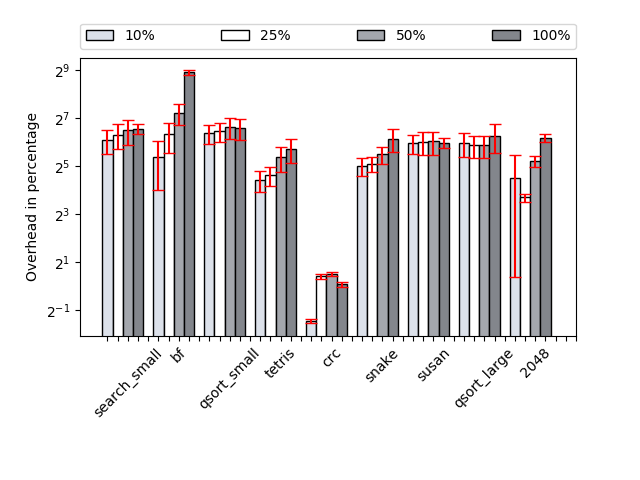 10% 25% 50% 100%
Overhead in percentage
2^9
2^7
2^5
2^3
2^1
2^−1
search_small bf qsort_small tetris crc snake susan qsort_large 2048